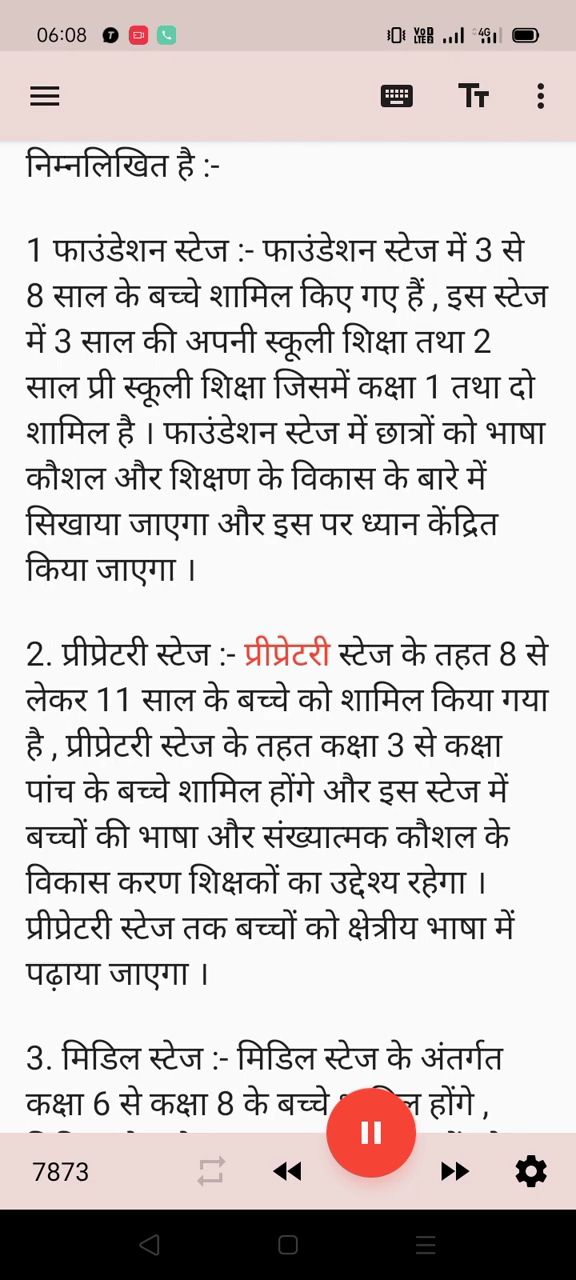 06:08
VoD LTE2 4G
निम्नलिखित है :-
1 फाउंडेशन स्टेज :- फाउंडेशन स्टेज में 3 से
8 साल के बच्चे शामिल किए गए हैं , इस स्टेज
में 3 साल की अपनी स्कूली शिक्षा तथा 2
साल प्री स्कूली शिक्षा जिसमें कक्षा 1 तथा दो
शामिल है । फाउंडेशन स्टेज में छात्रों को भाषा
कौशल और शिक्षण के विकास के बारे में
सिखाया जाएगा और इस पर ध्यान केंद्रित
किया जाएगा ।
2. प्रीप्रेटरी स्टेज :- प्रीप्रेटरी स्टेज के तहत 8 से
लेकर 11 साल के बच्चे को शामिल किया गया
है , प्रीप्रेटरी स्टेज के तहत कक्षा 3 से कक्षा
पांच के बच्चे शामिल होंगे और इस स्टेज में
बच्चों की भाषा और संख्यात्मक कौशल के
विकास करण शिक्षकों का उद्देश्य रहेगा ।
प्रीप्रेटरी स्टेज तक बच्चों को क्षेत्रीय भाषा में
पढ़ाया जाएगा ।
3. मिडिल स्टेज :- मिडिल स्टेज के अंतर्गत
कक्षा 6 से कक्षा 8 के बच्चे होंगे ,
7873